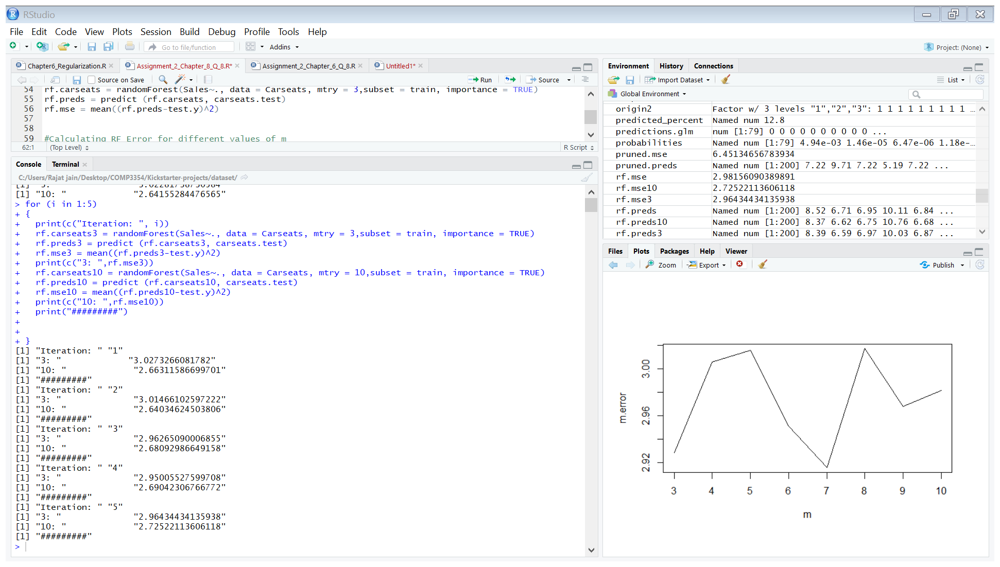 RStudio
File Edit Code View Plots Session Build Debug Profile Tools Help
Go to file/function Addins Project: (None)
Chapter6_Regularization.R Assignment_2_Chapter_8_Q_8.R* Assignment_2_Chapter_6_Q_8.R Untitled1*
Source on Save Run Source
54 rf.carseats = randomForest(Sales~., data = Carseats, mtry = 3,subset = train, importance = TRUE)
55 rf.preds = predict (rf.carseats, carseats.test)
56 rf.mse = mean((rf.preds-test.y)^2)
57
58
59 #Calculating RF Error for different values of m
62:1 (Top Level) R Script
Console Terminal
C:/Users/Rajat jain/Desktop/COMP3354/Kickstarter-projects/dataset/
[1] "10: " "2.64155284476565"
> for (i in 1:5)
+ {
+ print(c("Iteration: ", i))
+ rf.carseats3 = randomForest(Sales~., data = Carseats, mtry = 3,subset = train, importance = TRUE)
+ rf.preds3 = predict (rf.carseats3, carseats.test)
+ rf.mse3 = mean((rf.preds3-test.y)^2)
+ print(c("3: ",rf.mse3))
+ rf.carseats10 = randomForest(Sales~., data = Carseats, mtry = 10,subset = train, importance = TRUE)
+ rf.preds10 = predict (rf.carseats10, carseats.test)
+ rf.mse10 = mean((rf.preds10-test.y)^2)
+ print(c("10: ",rf.mse10))
+ print("#########")
+
+
+ }
[1] "Iteration: " "1"
[1] "3: " "3.0273266081782"
[1] "10: " "2.66311586699701"
[1] "#########"
[1] "Iteration: " "2"
[1] "3: " "3.01466102597222"
[1] "10: " "2.64034624503806"
[1] "#########"
[1] "Iteration: " "3"
[1] "3: " "2.96265090006855"
[1] "10: " "2.68092986649158"
[1] "#########"
[1] "Iteration: " "4"
[1] "3: " "2.95005527599708"
[1] "10: " "2.69042306766772"
[1] "#########"
[1] "Iteration: " "5"
[1] "3: " "2.96434434135938"
[1] "10: " "2.72522113606118"
[1] "#########"
>
Environment History Connections
Import Dataset List
Global Environment
origin2 Factor w/ 3 levels "1","2","3": 1 1 1 1 1 1 1 1 1 …
predicted_percent Named num 12.8
predictions.glm num [1:79] 0 0 0 0 0 0 0 0 0 0 ...
probabilities Named num [1:79] 4.94e-03 1.46e-05 6.47e-06 1.18e-…
pruned.mse 6.45134656783934
pruned.preds Named num [1:200] 7.22 9.71 7.22 5.19 7.22 ...
rf.mse 2.98156090389891
rf.mse10 2.72522113606118
rf.mse3 2.96434434135938
rf.preds Named num [1:200] 8.52 6.71 6.95 10.11 6.84 ...
rf.preds10 Named num [1:200] 8.37 6.62 6.75 10.76 6.68 ...
rf.preds3 Named num [1:200] 8.39 6.59 6.97 10.03 6.87 ...
Files Plots Packages Help Viewer
Zoom Export Publish
m.error
3.00
2.96
2.92
3 4 5 6 7 8 9 10
m